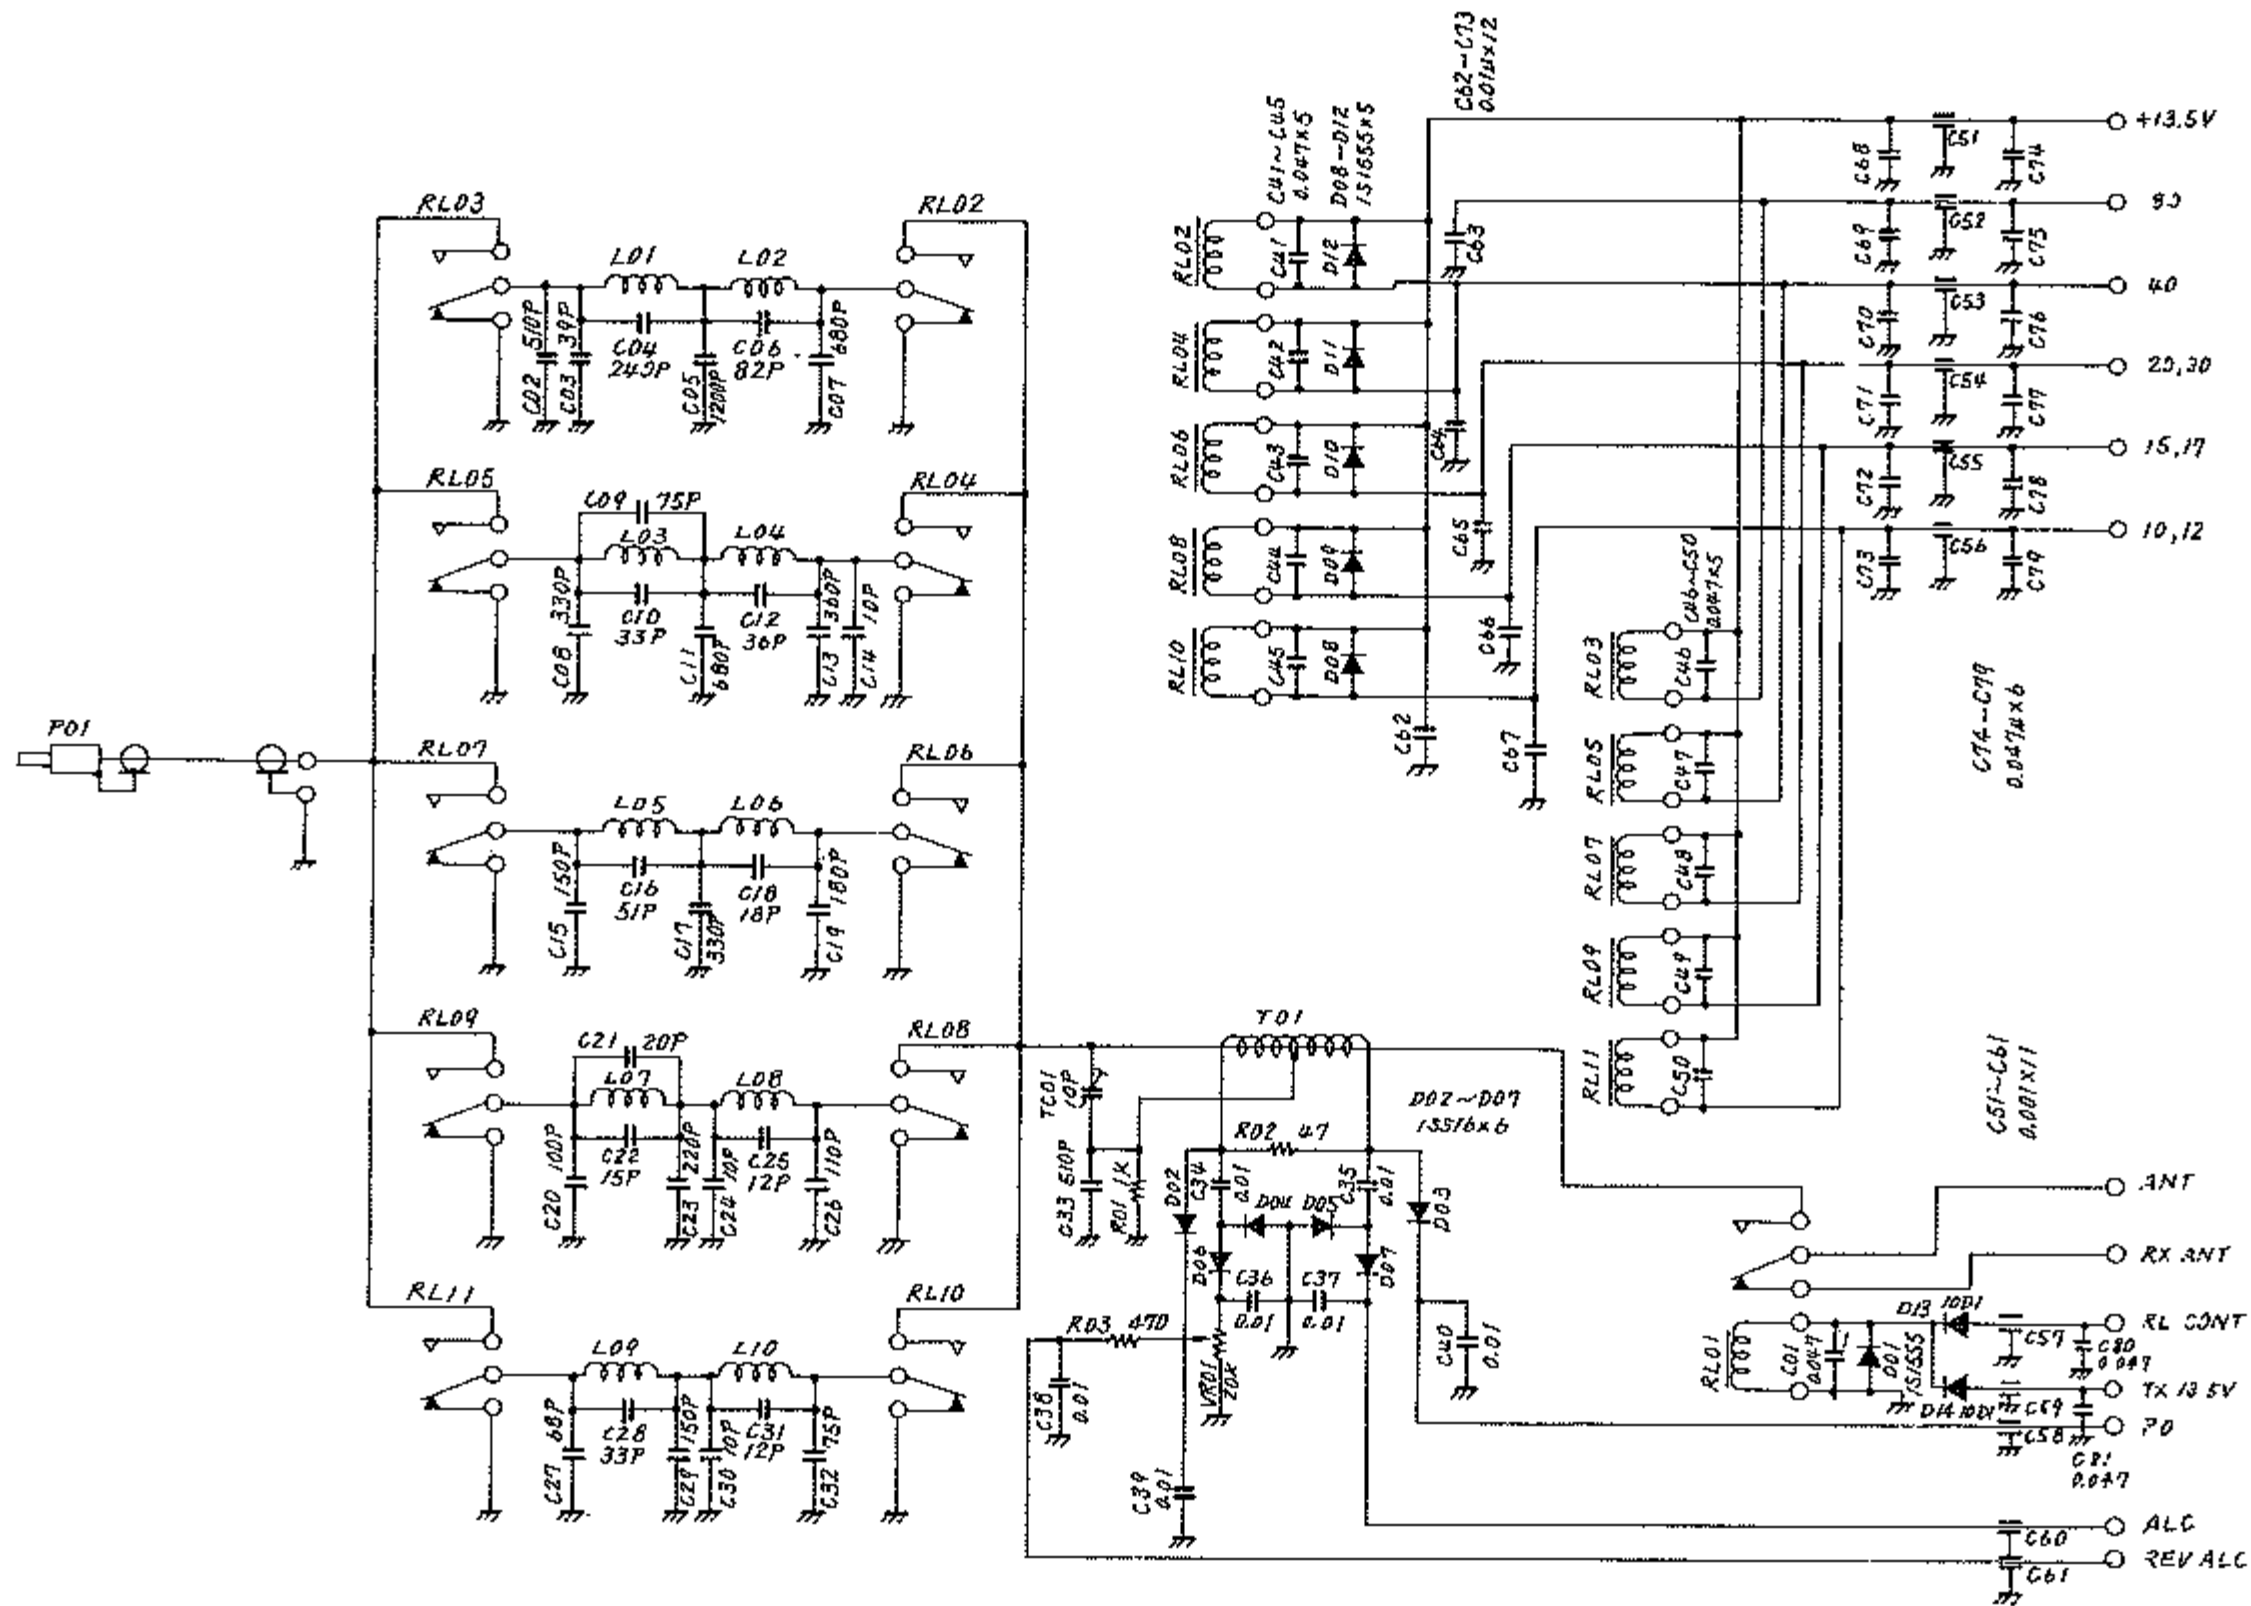 C62-C73
0.01μ×12
C41~C45
0.047×5
D08-D12
1S1555×5
+13.5V
C68
C51
C74
RL03
RL02
L01
L02
510P
39P
C04
240P
C06
82P
680P
C02
C03
C05
1200P
C07
RL02
C41
D12
C63
C69
C52
C75
40
RL04
C42
D11
C64
C70
C53
C76
20,30
C71
C54
C77
RL06
C43
D10
15,17
C72
C55
C78
RL05
RL04
C09
75P
L03
L04
330P
C10
33P
C12
36P
360P
10P
C08
C11
680P
C13
C14
RL08
C44
D09
C65
10,12
C73
C56
C79
C46~C50
0.047×5
RL10
C45
D08
C66
C62
C67
RL03
C46
C74-C79
0.047μ×6
RL05
C47
RL07
C48
RL09
C49
RL11
C50
P01
RL07
RL06
L05
L06
150P
C16
51P
C18
18P
180P
C15
C17
330P
C19
RL09
RL08
C21
20P
L07
L08
100P
C22
15P
220P
10P
C25
12P
110P
C20
C23
C24
C26
T01
TC01
10P
C33
510P
R01
1K
R02
47
D02~D07
1SS16×6
C51~C61
0.001×11
D02
C34
0.01
D04
D05
C35
0.01
D03
D06
D07
C36
0.01
C37
0.01
R03
470
VR01
20K
C38
0.01
C40
0.01
C39
0.01
RL11
RL10
L09
L10
68P
C28
33P
150P
10P
C31
12P
75P
C27
C29
C30
C32
ANT
RX ANT
RL01
C01
0.047
D01
1S1555
D13
10D1
C57
RL CONT
C80
0.047
D14
10D1
C59
TX 13.5V
C58
PO
C81
0.047
ALC
C60
REV ALC
C61